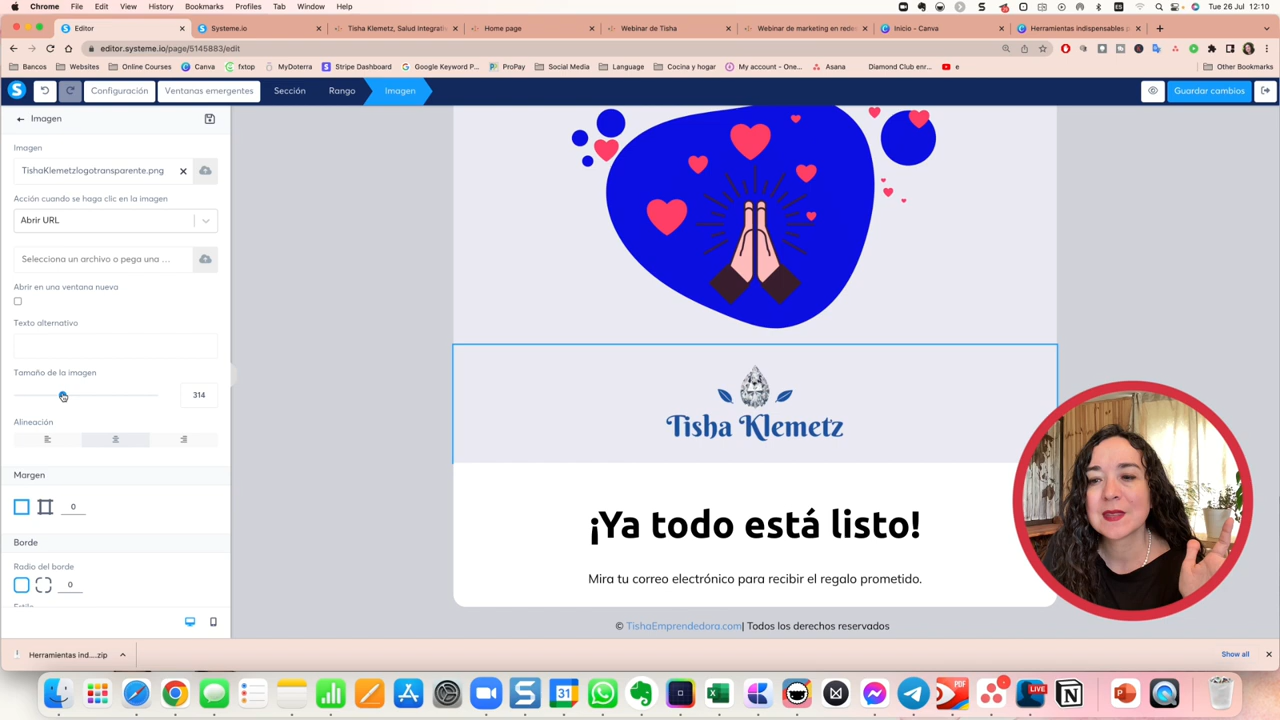 Chrome File Edit View History Bookmarks Profiles Tab Window Help
Tue 26 Jul 12:10
Editor
Systeme.io
Tisha Klemetz, Salud Integrati
Home page
Webinar de Tisha
Webinar de marketing en rede
Inicio - Canva
Herramientas indispensables p
editor.systeme.io/page/5145883/edit
Bancos
Websites
Online Courses
Canva
fxtop
MyDoterra
Stripe Dashboard
Google Keyword P...
ProPay
Social Media
Language
Cocina y hogar
My account - One...
Asana
Diamond Club enr...
e
Other Bookmarks
S
Configuración
Ventanas emergentes
Sección
Rango
Imagen
Guardar cambios
Imagen
Imagen
TishaKlemetzlogotransparente.png
Acción cuando se haga clic en la imagen
Abrir URL
Selecciona un archivo o pega una ...
Abrir en una ventana nueva
Texto alternativo
Tamaño de la imagen
314
Alineación
Margen
0
Borde
Radio del borde
0
Estilo
Tisha Klemetz
¡Ya todo está listo!
Mira tu correo electrónico para recibir el regalo prometido.
© TishaEmprendedora.com| Todos los derechos reservados
Herramientas ind....zip
Show all